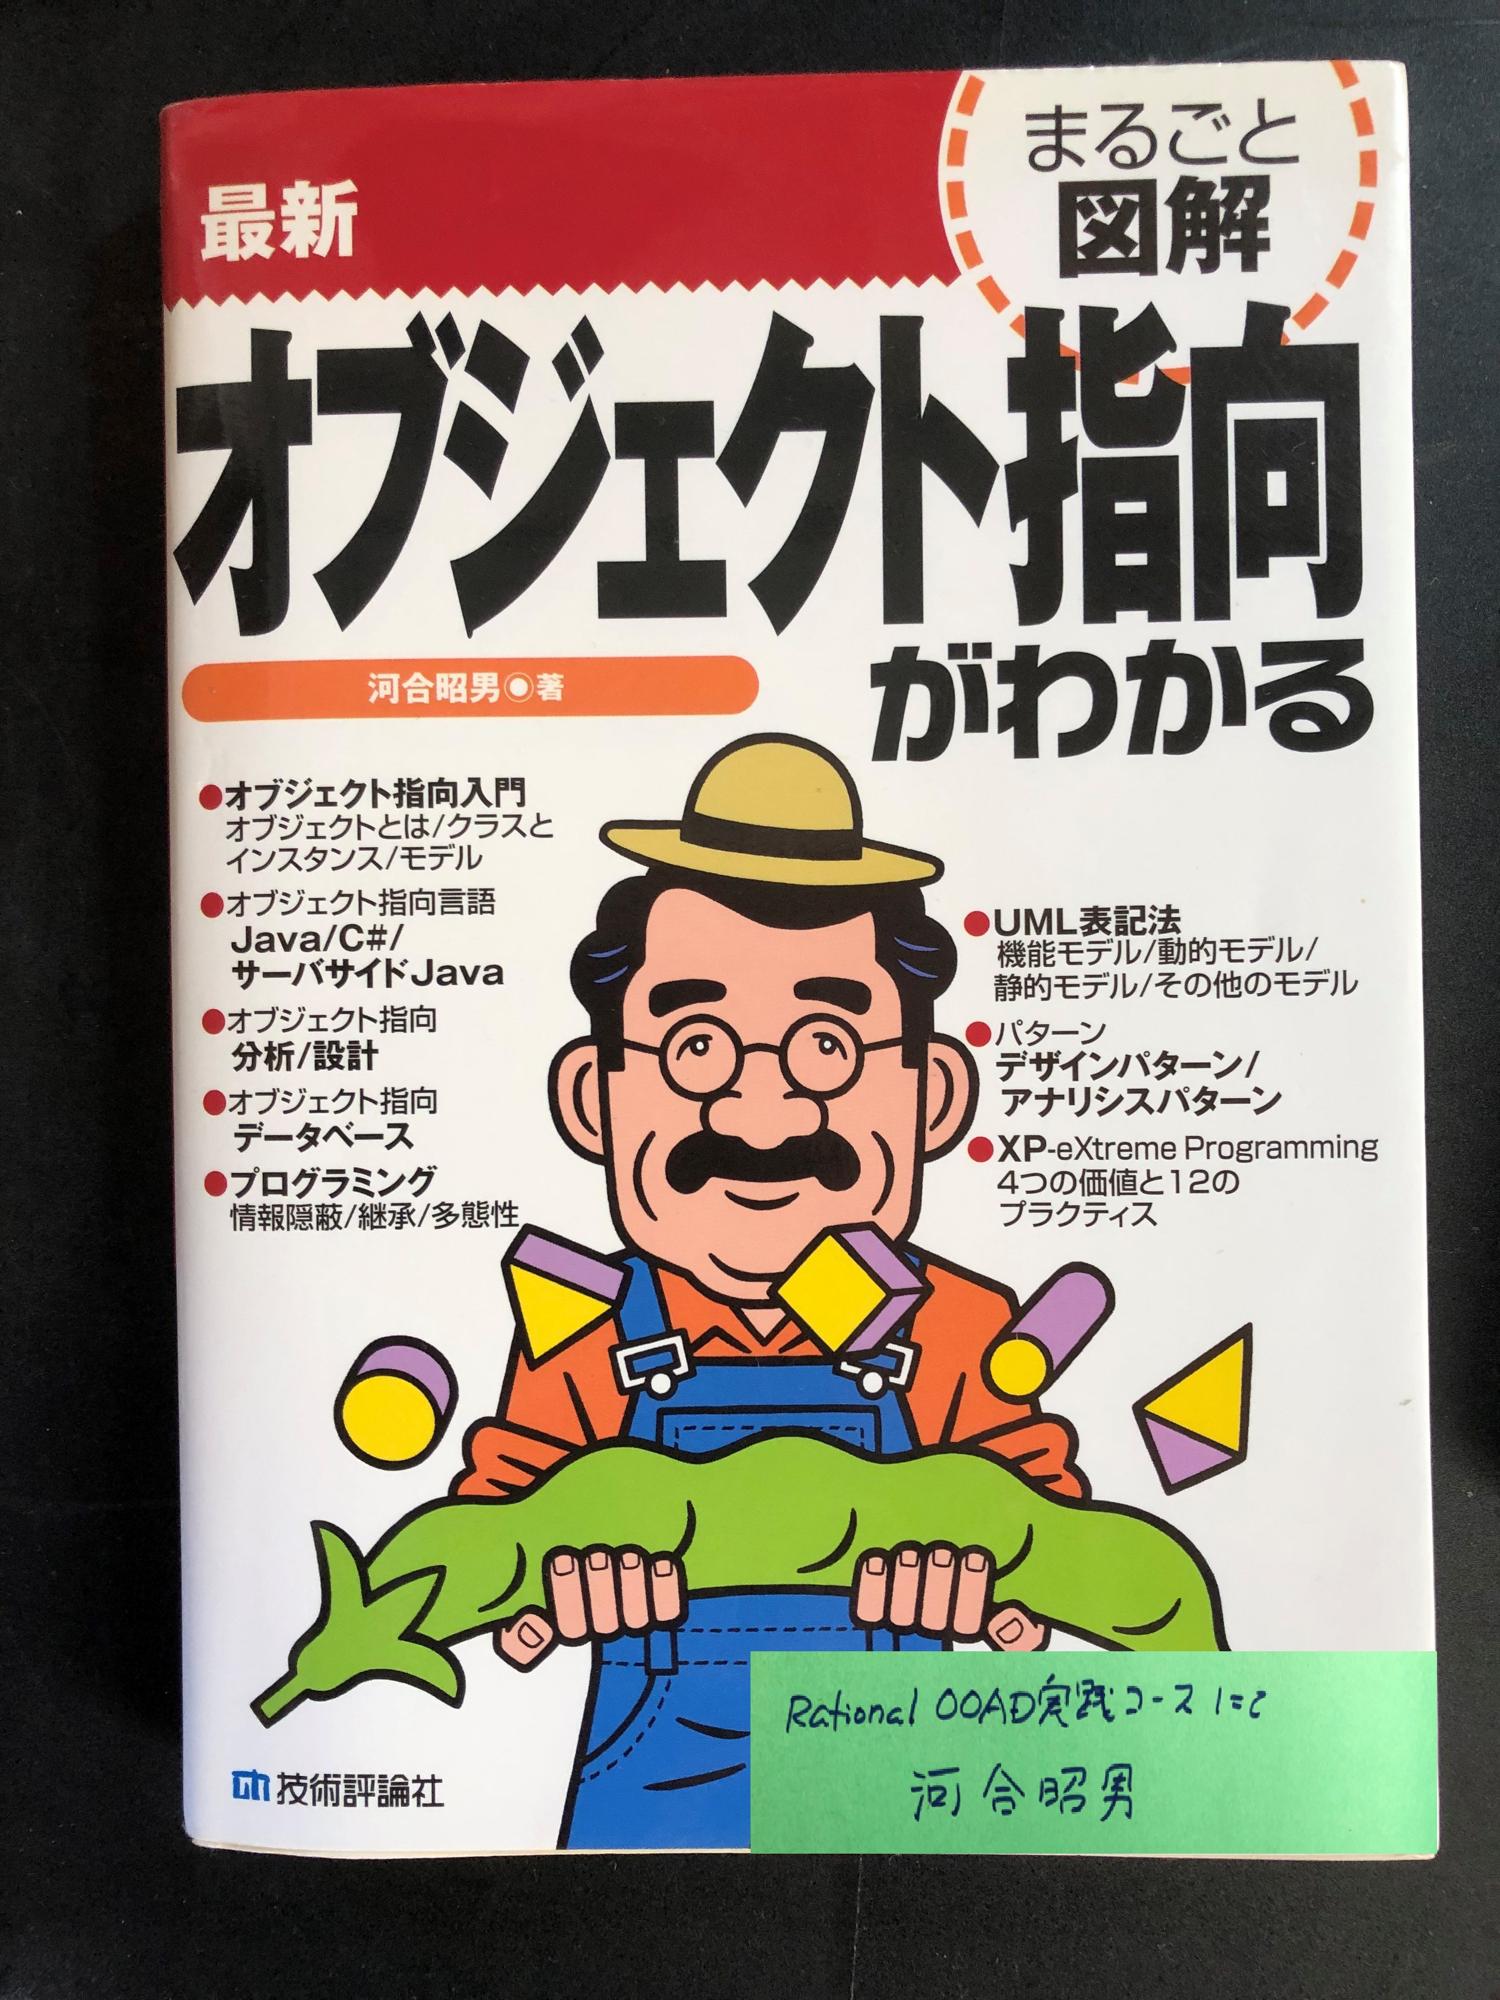 最新
まるごと
図解
オブジェクト指向
がわかる
河合昭男◉著
●オブジェクト指向入門
オブジェクトとは/クラスと
インスタンス/モデル
●オブジェクト指向言語
Java/C#/
サーバサイドJava
●オブジェクト指向
分析/設計
●オブジェクト指向
データベース
●プログラミング
情報隠蔽/継承/多態性
●UML表記法
機能モデル/動的モデル/
静的モデル/その他のモデル
●パターン
デザインパターン/
アナリシスパターン
●XP-eXtreme Programming
4つの価値と12の
プラクティス
技術評論社
Rational OOAD実践コースにて
河合昭男